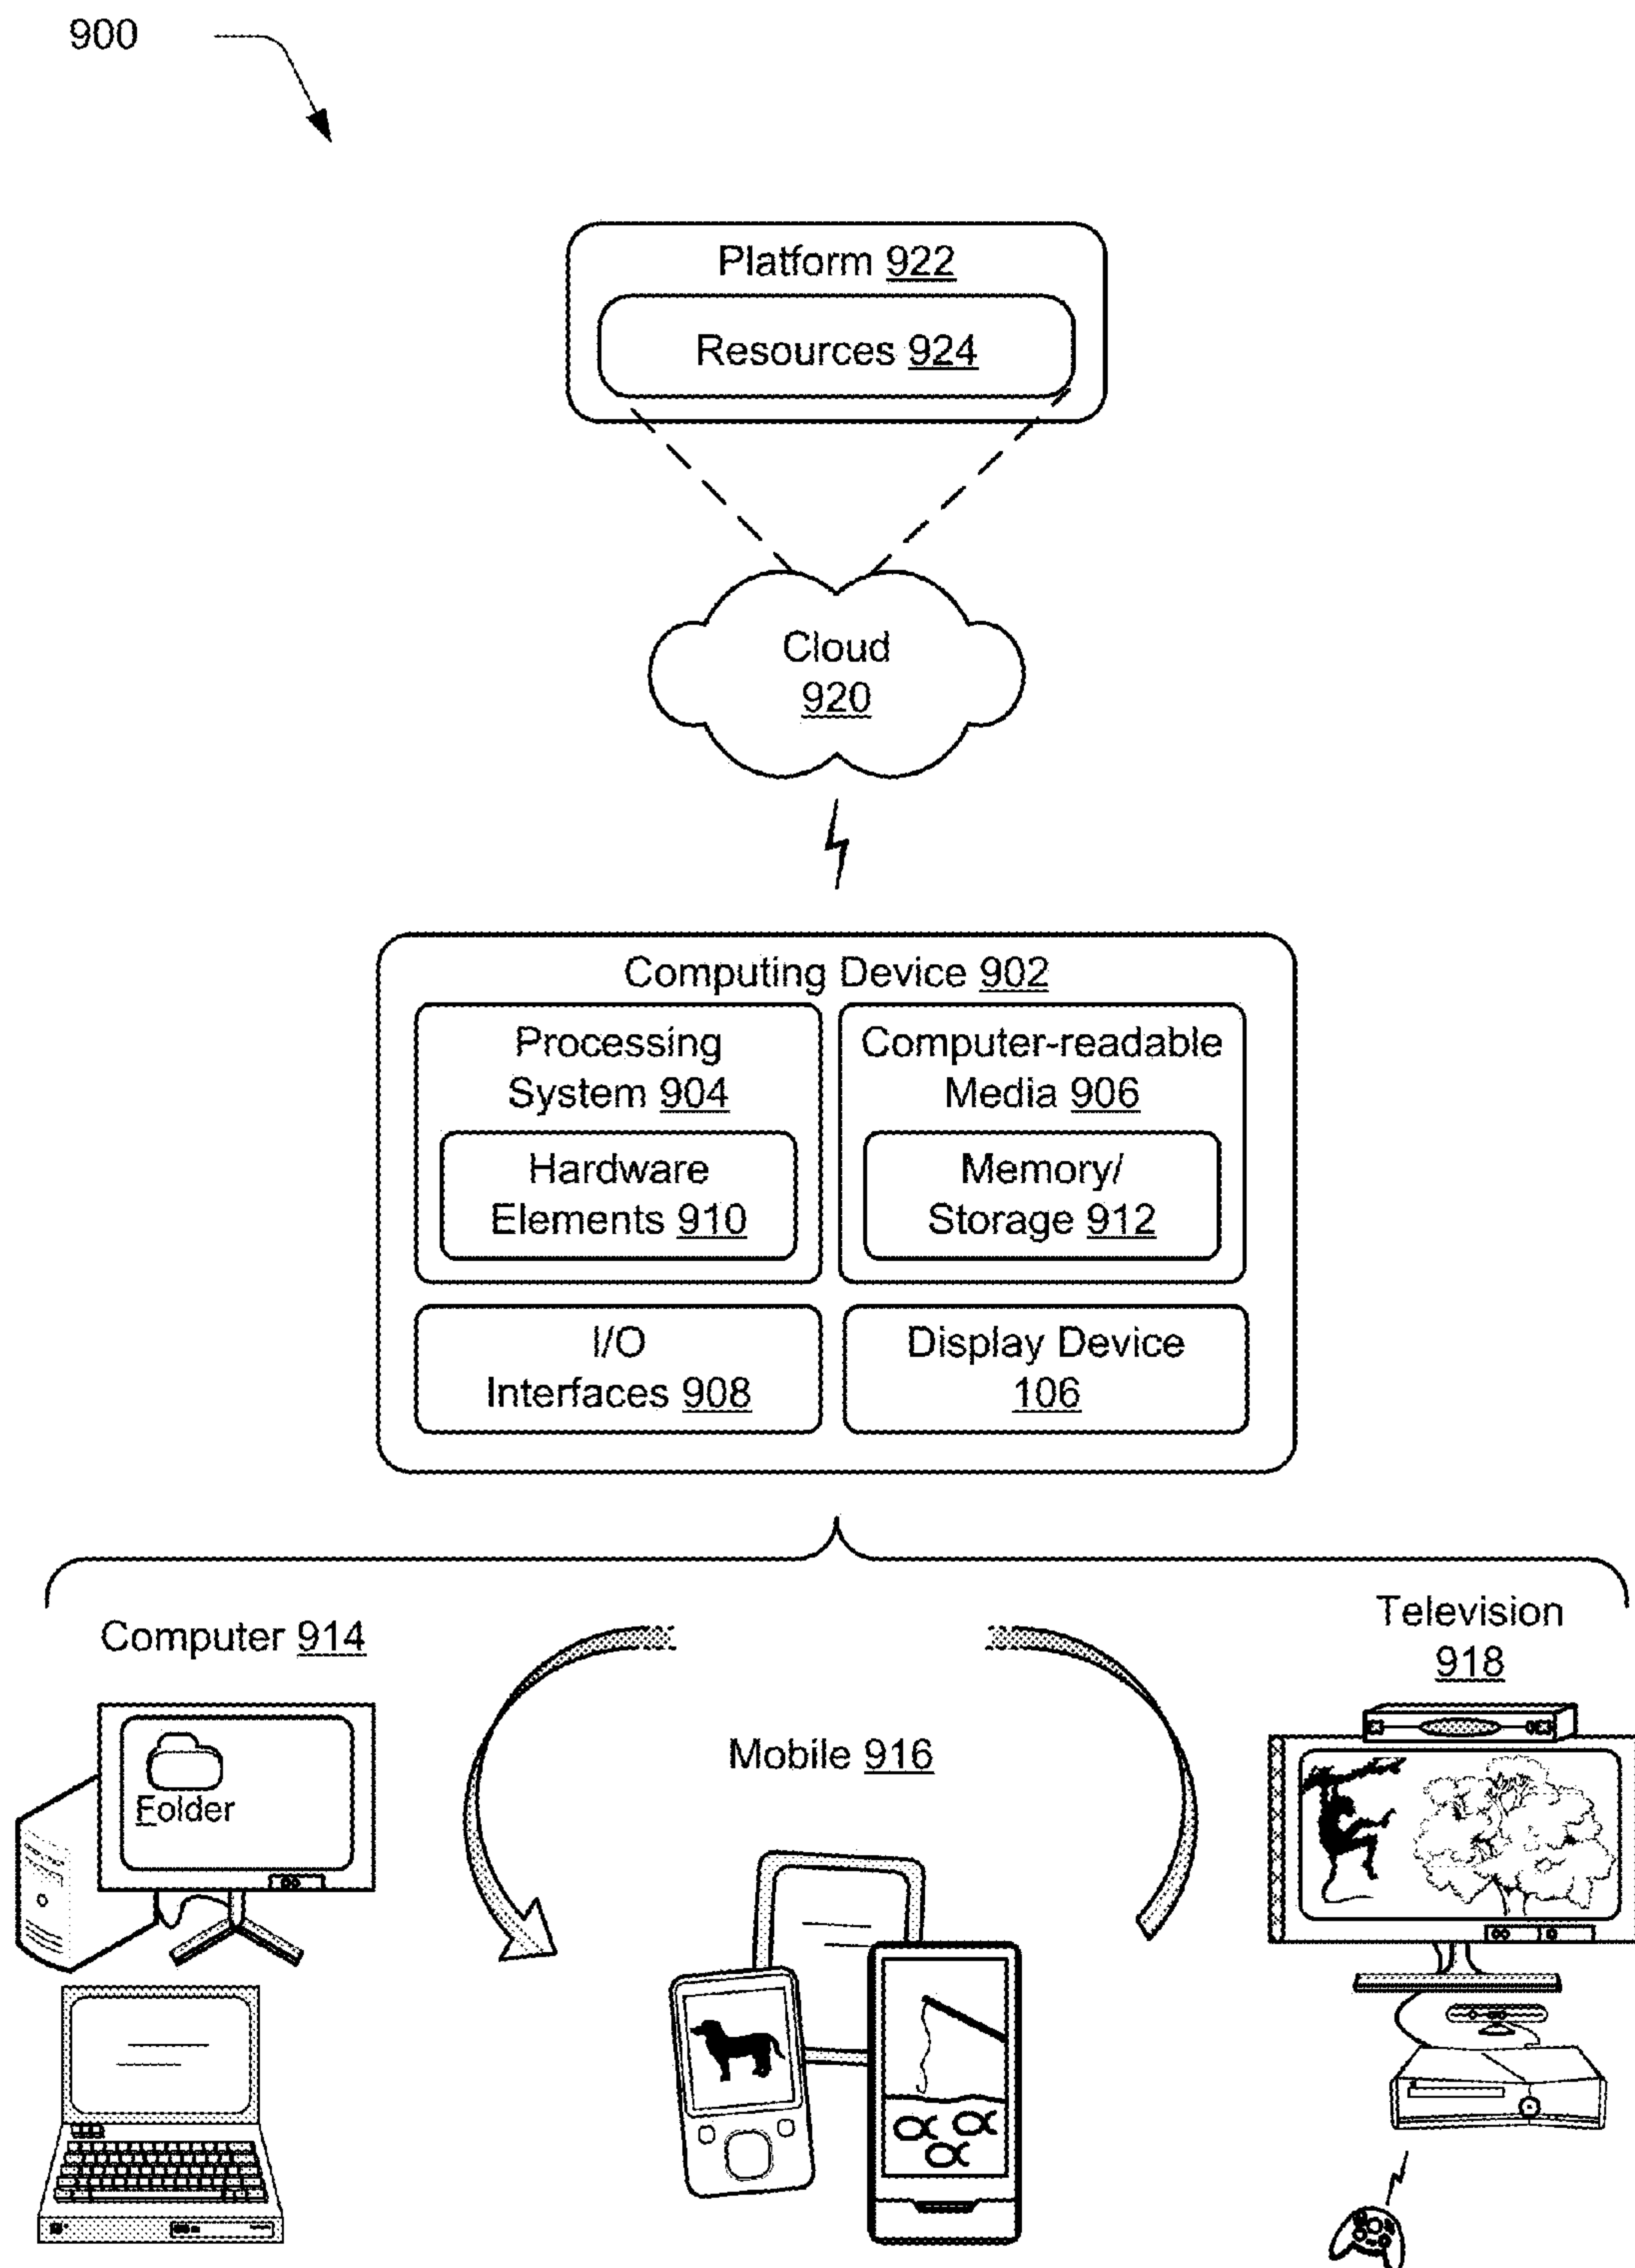 900
Platform 922
Resources 924
Cloud
920
Computing Device 902
Processing
System 904
Hardware
Elements 910
Computer-readable
Media 906
Memory/
Storage 912
I/O
Interfaces 908
Display Device
106
Computer 914
Folder
Mobile 916
Television
918